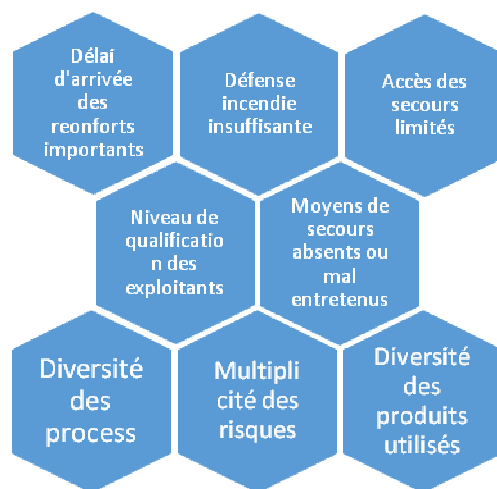 Délaí
d'arrivée
des
reonforts
importants
Défense
incendie
insuffisante
Accès des
secours
limités
Niveau de
qualificatio
n des
exploitants
Moyens de
secours
absents ou
mal
entretenus
Diversité
des
process
Multipli
cité des
risques
Diversité
des
produits
utilisés